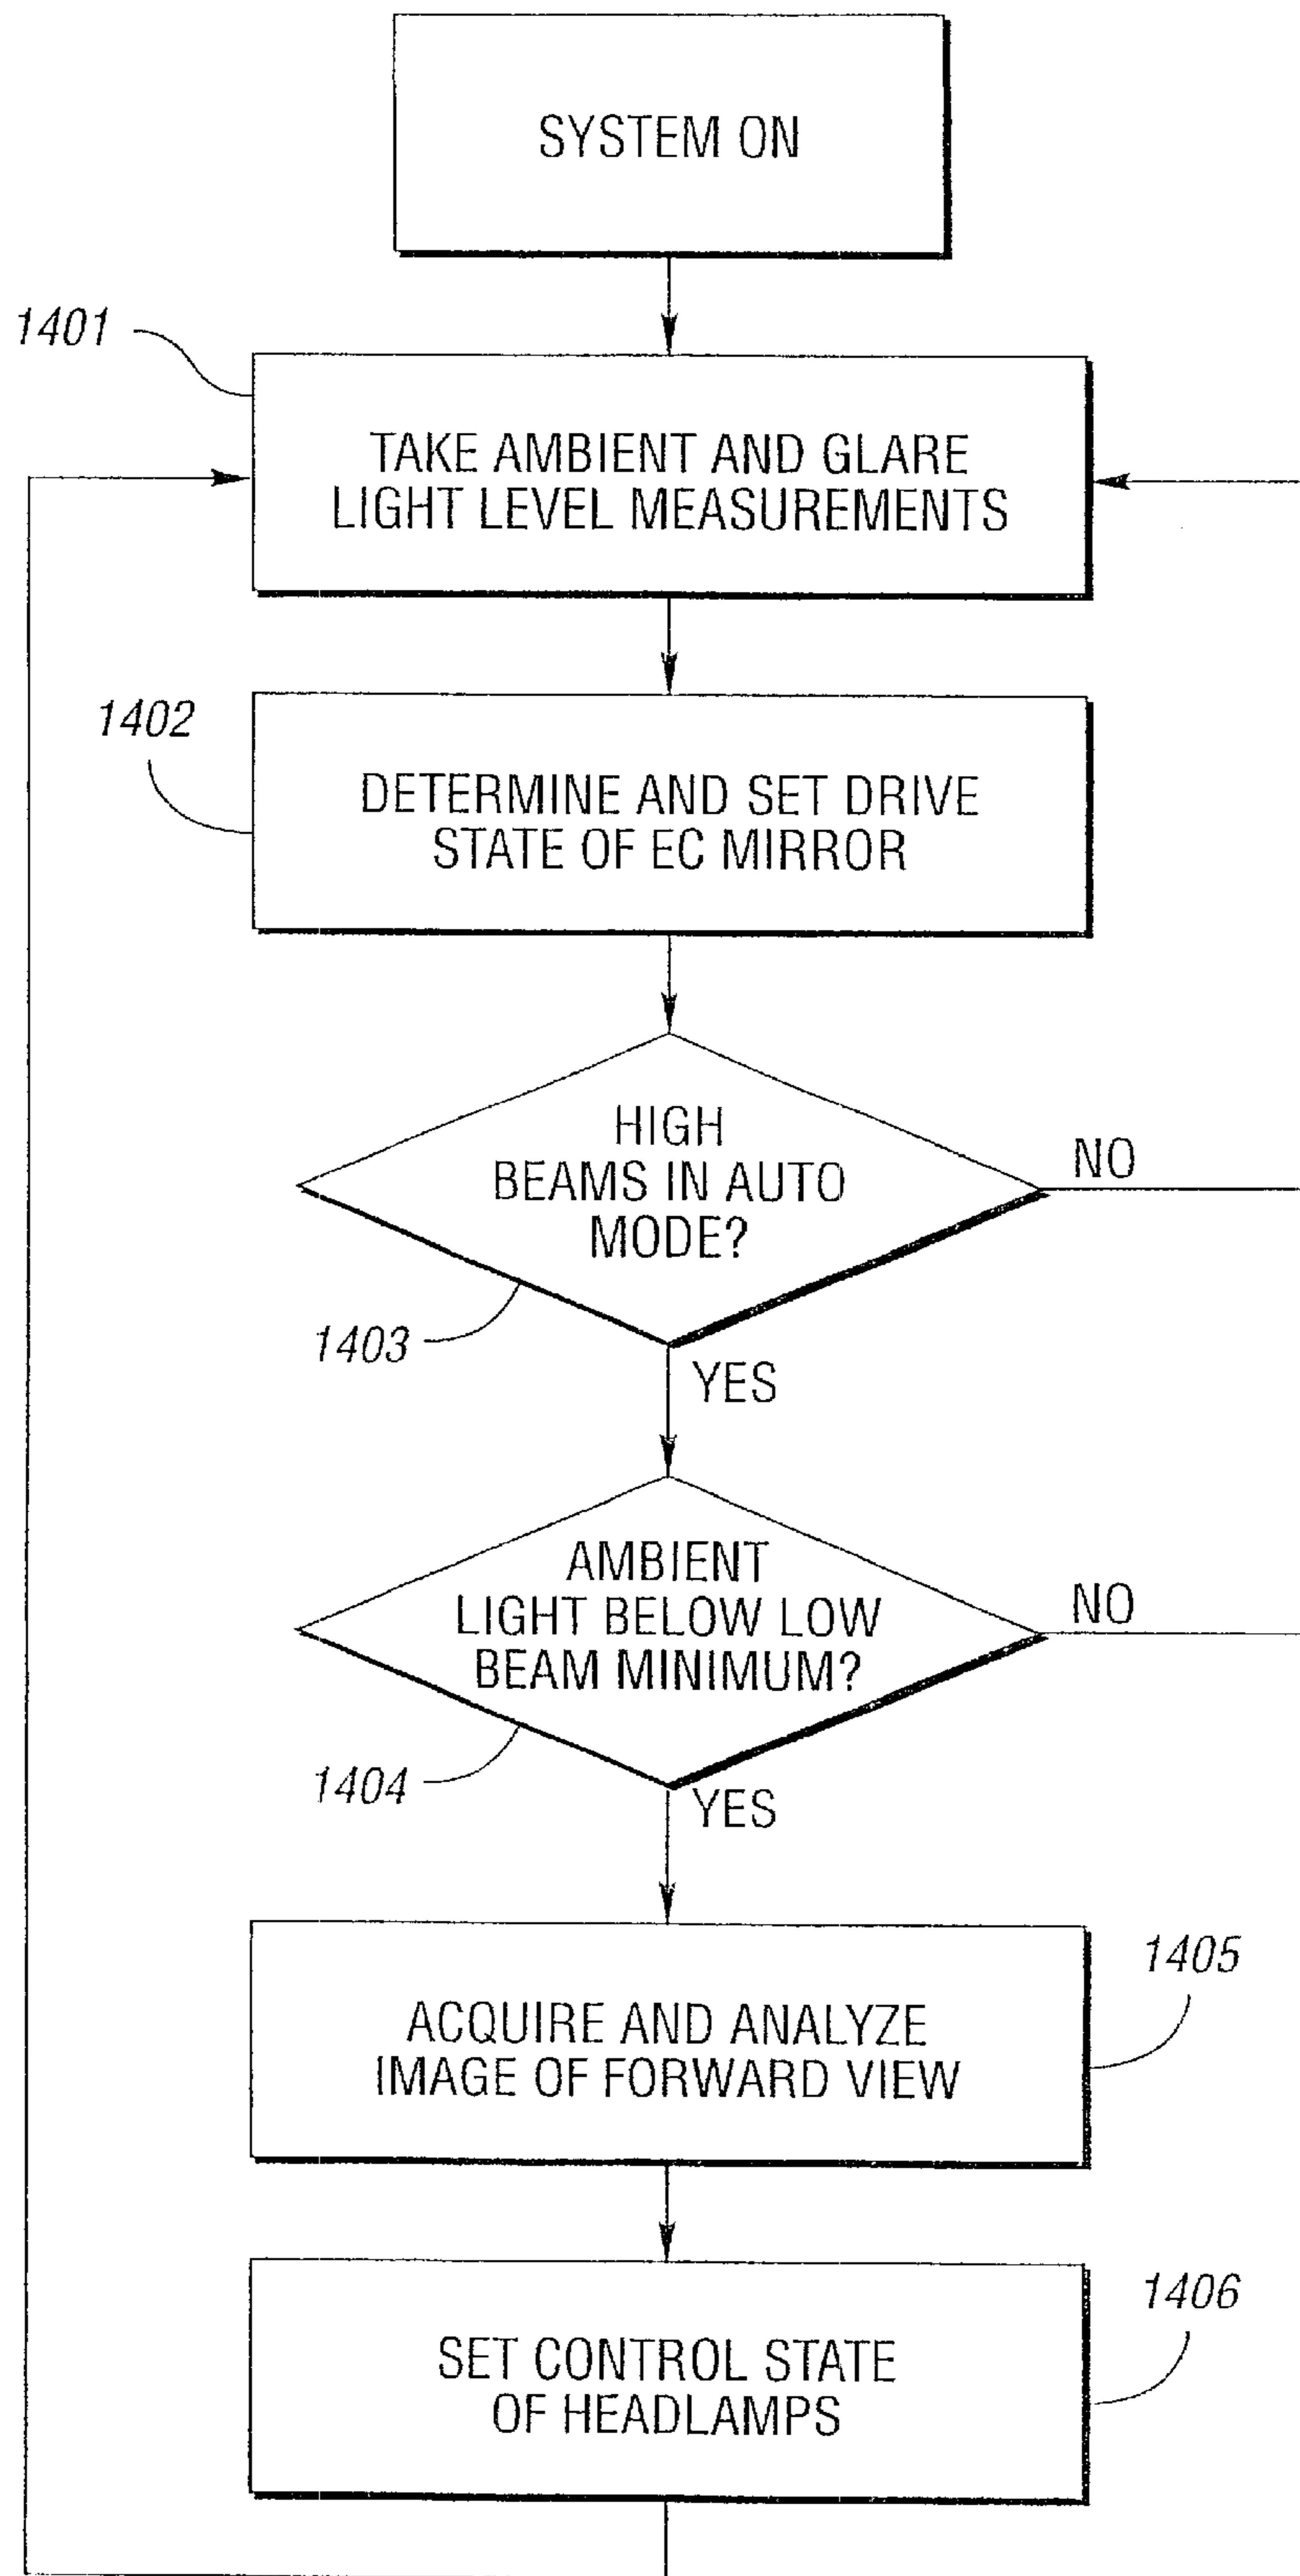 SYSTEM ON
1401
TAKE AMBIENT AND GLARE
LIGHT LEVEL MEASUREMENTS
1402
DETERMINE AND SET DRIVE
STATE OF EC MIRROR
HIGH
BEAMS IN AUTO
MODE?
NO
1403
YES
AMBIENT
LIGHT BELOW LOW
BEAM MINIMUM?
NO
1404
YES
1405
ACQUIRE AND ANALYZE
IMAGE OF FORWARD VIEW
1406
SET CONTROL STATE
OF HEADLAMPS